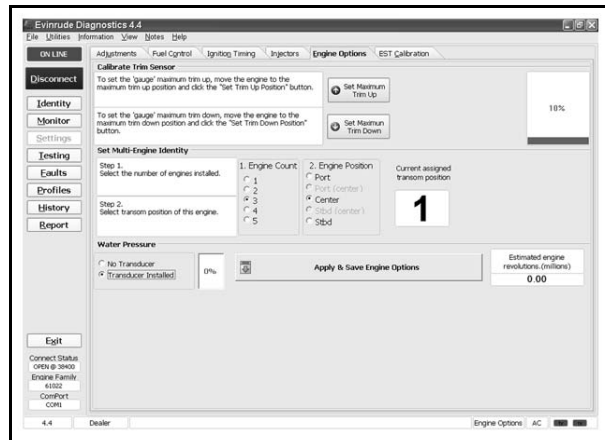 Evinrude Diagnostics 4.4
File Utilities Information View Notes Help
ON LINE
Adjustments Fuel Control Ignition Timing Injectors Engine Options EST Calibration
Disconnect
Identity
Monitor
Settings
Testing
Faults
Profiles
History
Report
Exit
Connect Status
OPEN @ 38400
Engine Family
61022
ComPort
COM1
Calibrate Trim Sensor
To set the 'gauge' maximum trim up, move the engine to the
maximum trim up position and click the "Set Trim Up Position" button.
Set Maximum
Trim Up
To set the 'gauge' maximum trim down, move the engine to the
maximum trim down position and click the "Set Trim Down Position"
button.
Set Maximun
Trim Down
18%
Set Multi-Engine Identity
Step 1.
Select the number of engines installed.
Step 2.
Select transom position of this engine.
1. Engine Count
1
2
3
4
5
2. Engine Position
Port
Port (center)
Center
Stbd (center)
Stbd
Current assigned
transom position
1
Water Pressure
No Transducer
Transducer Installed
0%
Apply & Save Engine Options
Estimated engine
revolutions.(millions)
0.00
4.4 Dealer Engine Options AC